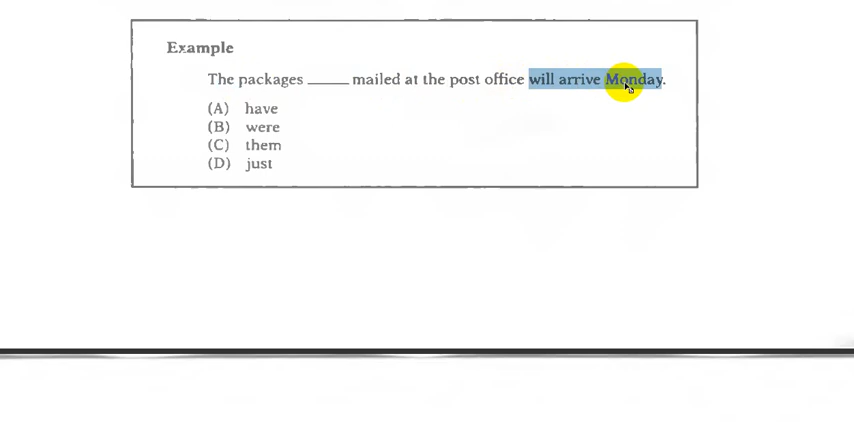 Example
The packages _____ mailed at the post office will arrive Monday.
(A) have
(B) were
(C) them
(D) just